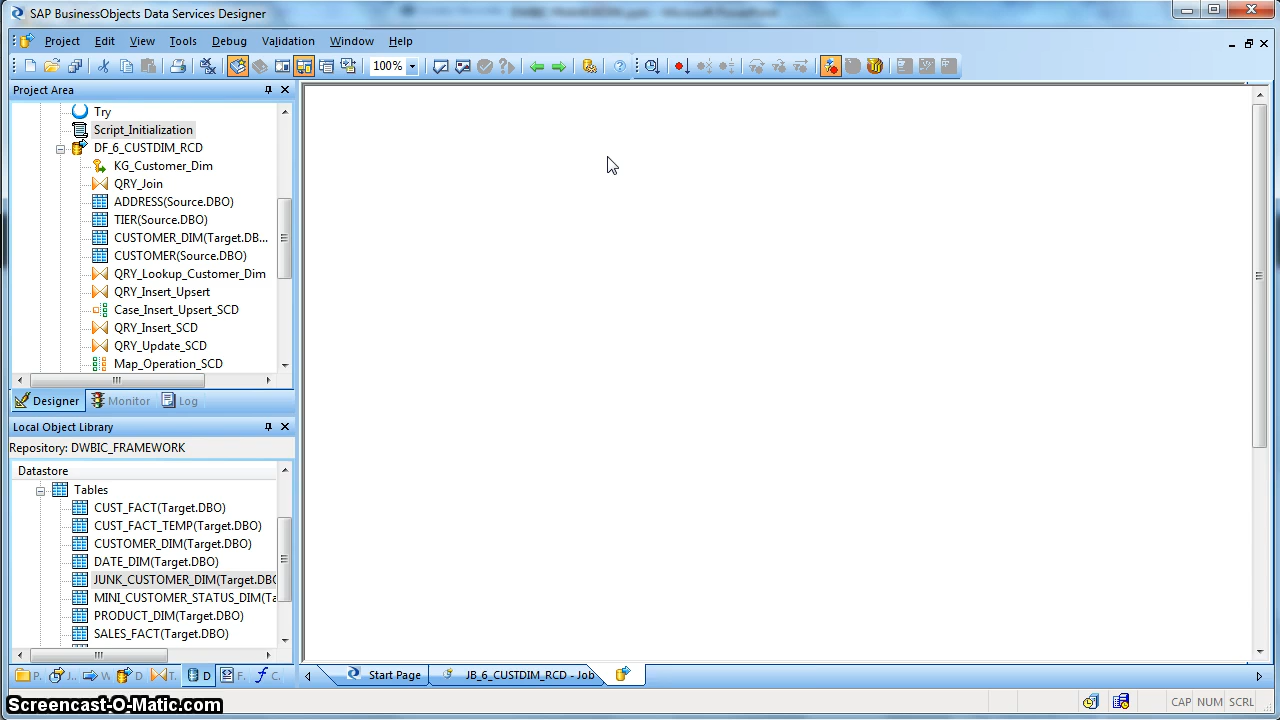 SAP BusinessObjects Data Services Designer
Project Edit View Tools Debug Validation Window Help
100%
Project Area
Try
Script_Initialization
DF_6_CUSTDIM_RCD
KG_Customer_Dim
QRY_Join
ADDRESS(Source.DBO)
TIER(Source.DBO)
CUSTOMER_DIM(Target.DB...
CUSTOMER(Source.DBO)
QRY_Lookup_Customer_Dim
QRY_Insert_Upsert
Case_Insert_Upsert_SCD
QRY_Insert_SCD
QRY_Update_SCD
Map_Operation_SCD
Designer Monitor Log
Local Object Library
Repository: DWBIC_FRAMEWORK
Datastore
Tables
CUST_FACT(Target.DBO)
CUST_FACT_TEMP(Target.DBO)
CUSTOMER_DIM(Target.DBO)
DATE_DIM(Target.DBO)
JUNK_CUSTOMER_DIM(Target.DBO
MINI_CUSTOMER_STATUS_DIM(Ta
PRODUCT_DIM(Target.DBO)
SALES_FACT(Target.DBO)
P. J.. W D T. D F. C.
Start Page JB_6_CUSTDIM_RCD - Job
CAP NUM SCRL
Screencast-O-Matic.com